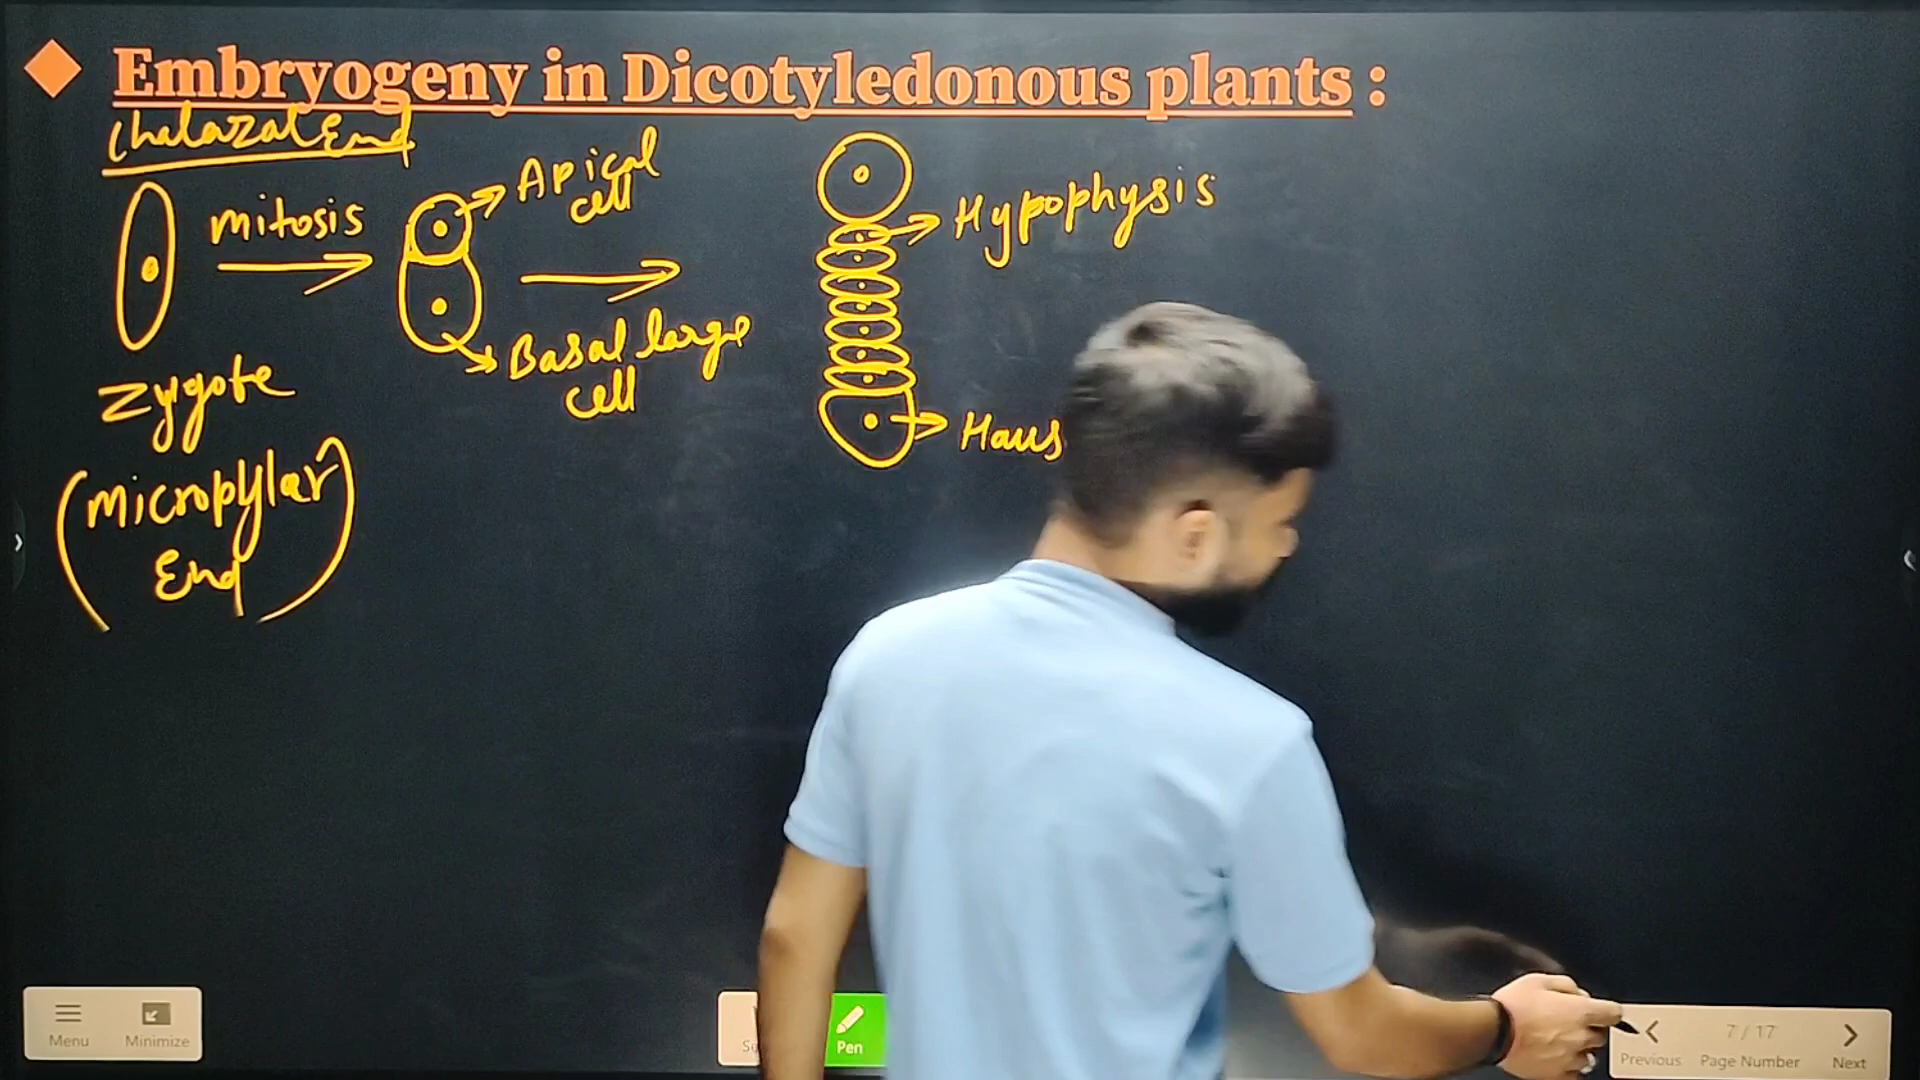 Embryogeny in Dicotyledonous plants :
Chalazal End
mitosis
Apical
cell
Hypophysis
Basal large
cell
Haus
Zygote
(Micropylar
End)
Menu
Minimize
Pen
Previous
7 / 17
Page Number
Next